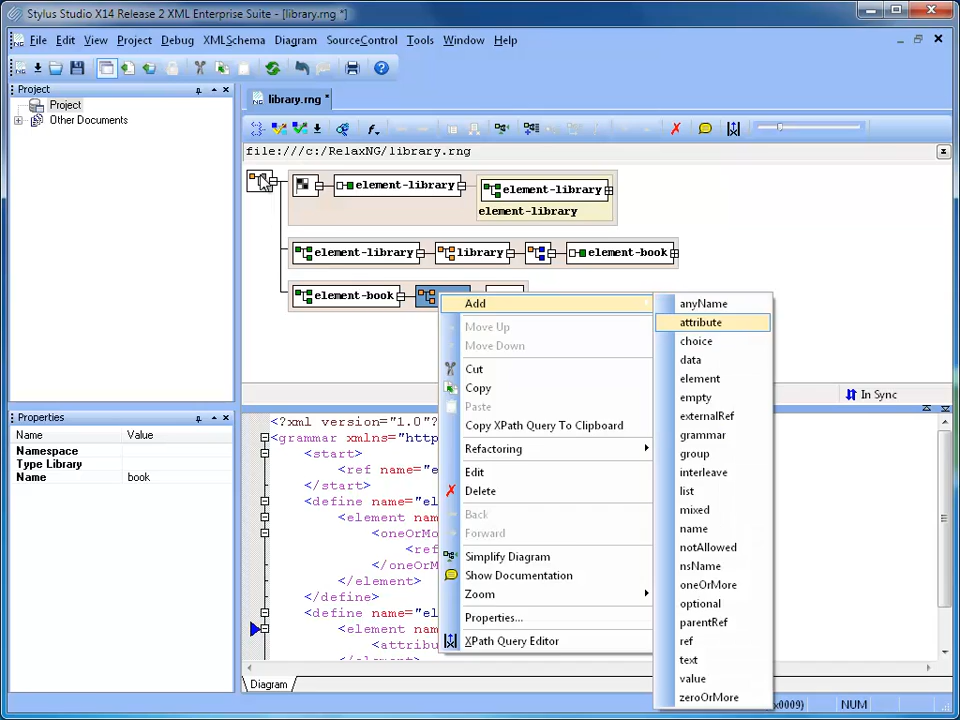 Stylus Studio X14 Release 2 XML Enterprise Suite - [library.rng *]
File Edit View Project Debug XMLSchema Diagram SourceControl Tools Window Help
Project
Project
Other Documents
library.rng *
file:///c:/RelaxNG/library.rng
element-library element-library
element-library
element-library library element-book
element-book
In Sync
Add
Move Up
Move Down
Cut
Copy
Paste
Copy XPath Query To Clipboard
Refactoring
Edit
Delete
Back
Forward
Simplify Diagram
Show Documentation
Zoom
Properties...
XPath Query Editor
anyName
attribute
choice
data
element
empty
externalRef
grammar
group
interleave
list
mixed
name
notAllowed
nsName
oneOrMore
optional
parentRef
ref
text
value
zeroOrMore
Properties
Name Value
Namespace
Type Library
Name book
<?xml version="1.0"?>
<grammar xmlns="http
<start>
<ref name="e
</start>
<define name="el
<element nam
<oneOrMo
<ref
</oneOrM
</element>
</define>
<define name="el
<element nam
<attribu
Diagram
x0009) NUM